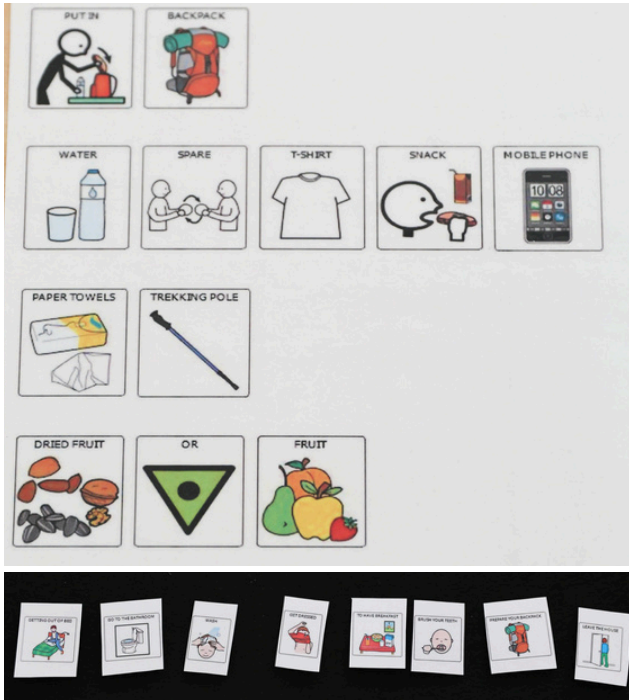 PUT IN BACKPACK
WATER SPARE T-SHIRT SNACK MOBILE PHONE
10 08
PAPER TOWELS TREKKING POLE
DRIED FRUIT OR FRUIT
GETTING OUT OF BED GO TO THE BATHROOM WASH GET DRESSED TO HAVE BREAKFAST BRUSH YOUR TEETH PREPARE YOUR BACKPACK LEAVE THE HOUSE